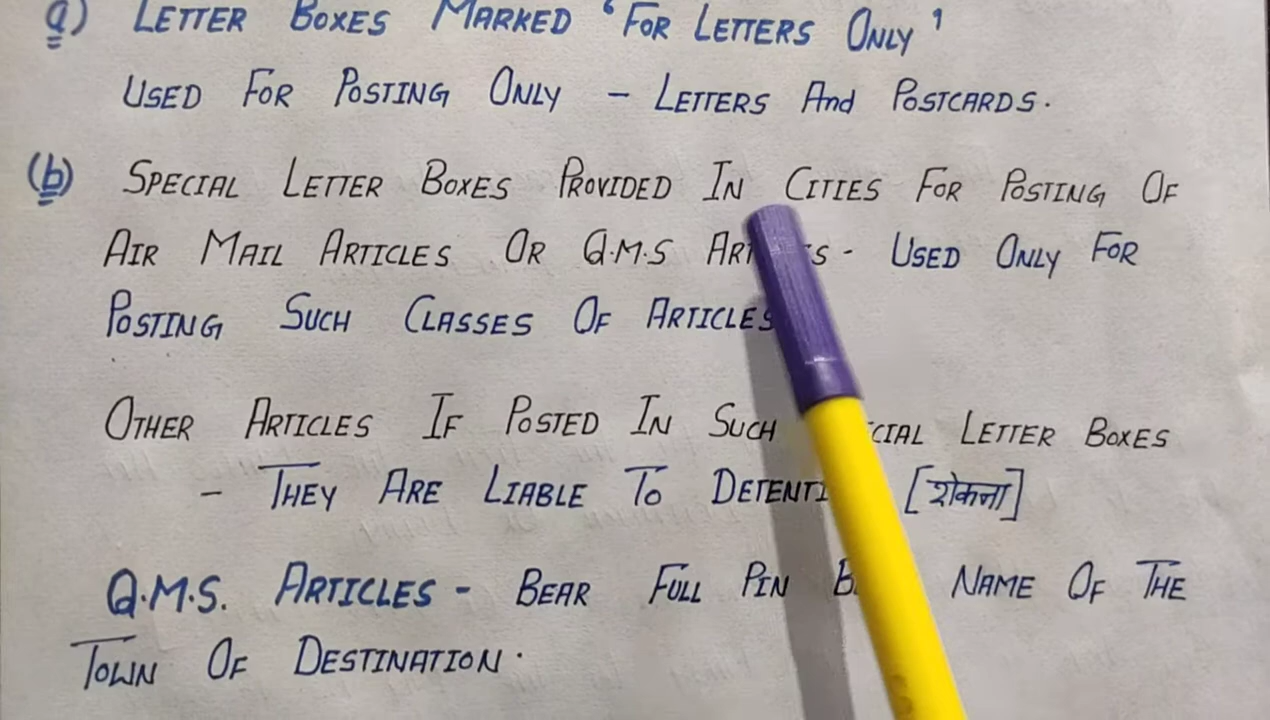 a) LETTER BOXES MARKED 'FOR LETTERS ONLY'
USED FOR POSTING ONLY - LETTERS And POSTCARDS.
(b) SPECIAL LETTER BOXES PROVIDED IN CITIES FOR POSTING OF
AIR MAIL ARTICLES OR Q.M.S - USED ONLY FOR
POSTING SUCH CLASSES OF ARTICLES
OTHER ARTICLES IF POSTED IN SUCH LETTER BOXES
- THEY ARE LIABLE TO [रोकना]
Q.M.S. ARTICLES - BEAR FULL PIN NAME OF THE
TOWN OF DESTINATION.